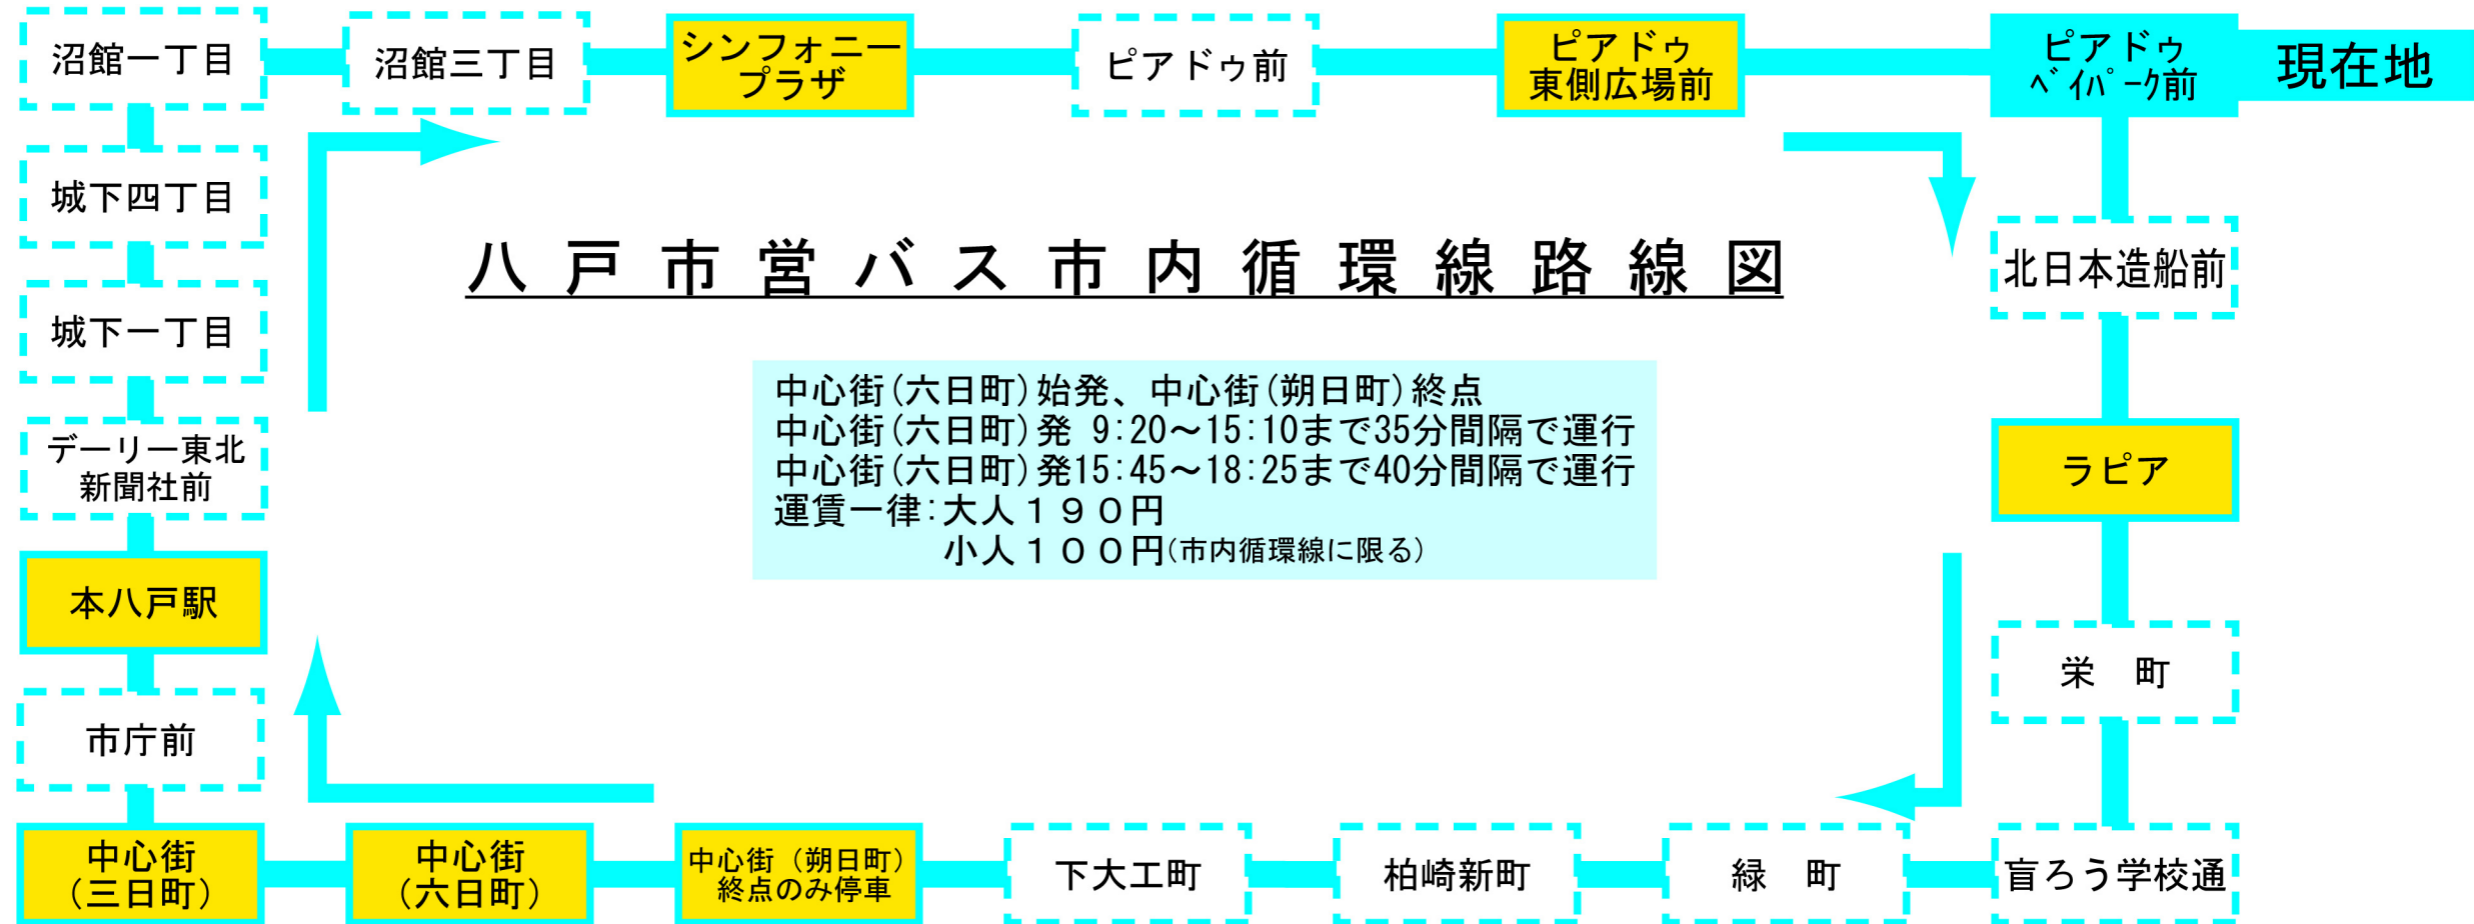 沼館一丁目
沼館三丁目
シンフォニー
プラザ
ピアドゥ前
ピアドゥ
東側広場前
ピアドゥ
ﾍﾞｲﾊﾟｰｸ前
現在地
城下四丁目
城下一丁目
デーリー東北
新聞社前
本八戸駅
市庁前
八戸市営バス市内循環線路線図
中心街(六日町)始発、中心街(朔日町)終点
中心街(六日町)発 9:20～15:10まで35分間隔で運行
中心街(六日町)発15:45～18:25まで40分間隔で運行
運賃一律:大人１９０円
小人１００円(市内循環線に限る)
北日本造船前
ラピア
栄　町
中心街
(三日町)
中心街
(六日町)
中心街（朔日町）
終点のみ停車
下大工町
柏崎新町
緑　町
盲ろう学校通